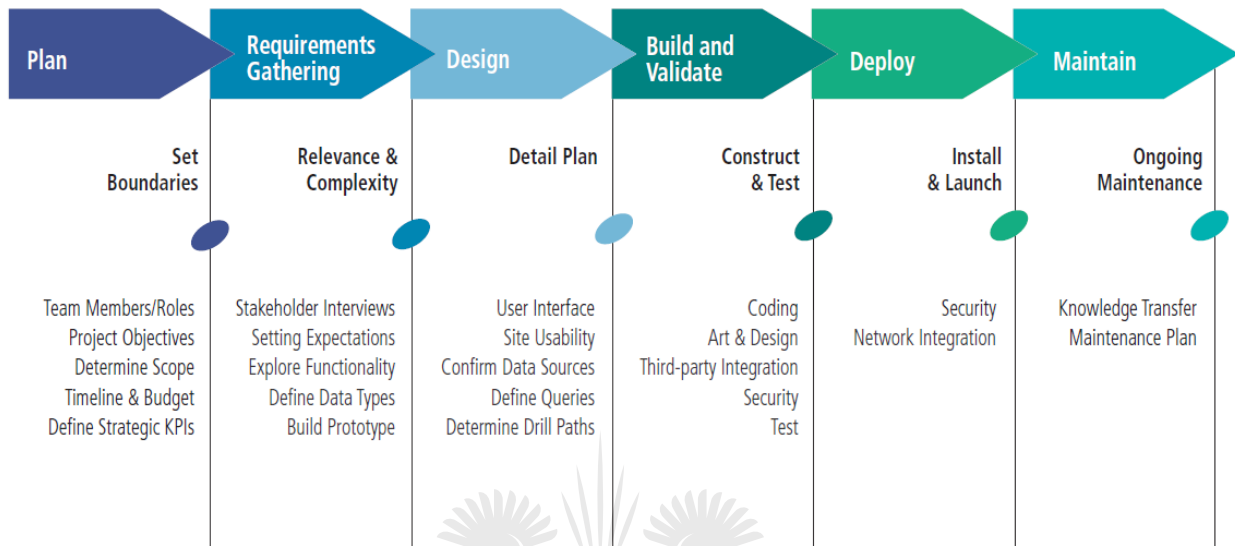 Plan
Requirements
Gathering
Design
Build and
Validate
Deploy
Maintain
Set
Boundaries
Relevance &
Complexity
Detail Plan
Construct
& Test
Install
& Launch
Ongoing
Maintenance
Team Members/Roles
Project Objectives
Determine Scope
Timeline & Budget
Define Strategic KPIs
Stakeholder Interviews
Setting Expectations
Explore Functionality
Define Data Types
Build Prototype
User Interface
Site Usability
Confirm Data Sources
Define Queries
Determine Drill Paths
Coding
Art & Design
Third-party Integration
Security
Test
Security
Network Integration
Knowledge Transfer
Maintenance Plan